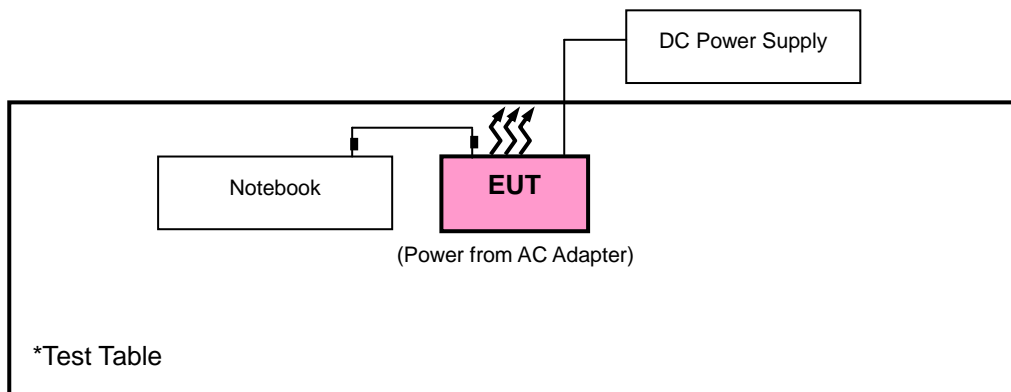 DC Power Supply
Notebook
EUT
(Power from AC Adapter)
*Test Table